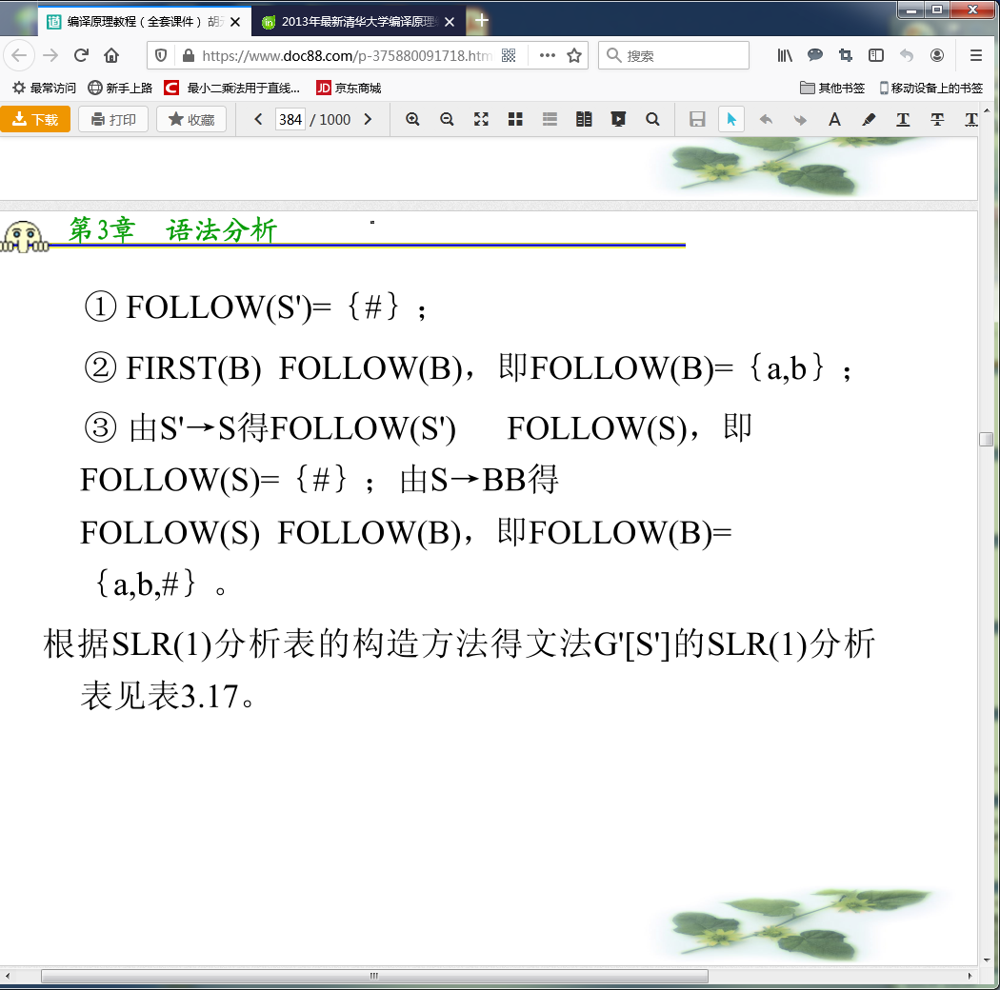 编译原理教程（全套课件）胡
2013年最新清华大学编译原理
https://www.doc88.com/p-375880091718.htm
搜索
最常访问 新手上路 最小二乘法用于直线... JD 京东商城 其他书签 移动设备上的书签
下载 打印 收藏 384 / 1000
第3章 语法分析
① FOLLOW(S')=｛#｝；
② FIRST(B) FOLLOW(B)，即FOLLOW(B)=｛a,b｝；
③ 由S'→S得FOLLOW(S') FOLLOW(S)，即
FOLLOW(S)=｛#｝；由S→BB得
FOLLOW(S) FOLLOW(B)，即FOLLOW(B)=
｛a,b,#｝。
根据SLR(1)分析表的构造方法得文法G'[S']的SLR(1)分析
表见表3.17。